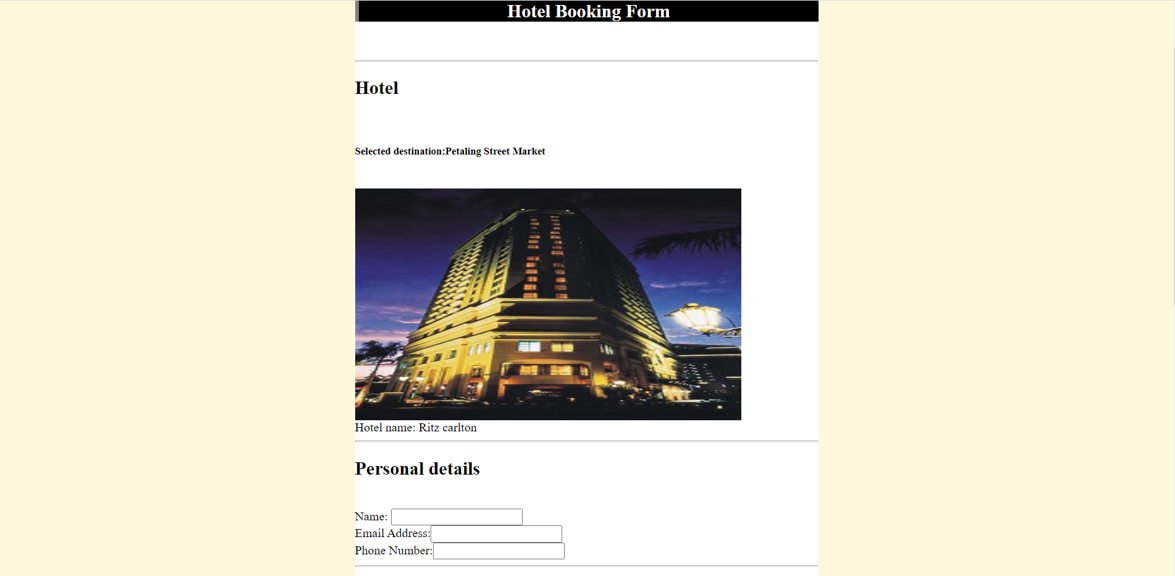 Hotel Booking Form
Hotel
Selected destination:Petaling Street Market
Hotel name: Ritz carlton
Personal details
Name:
Email Address:
Phone Number: